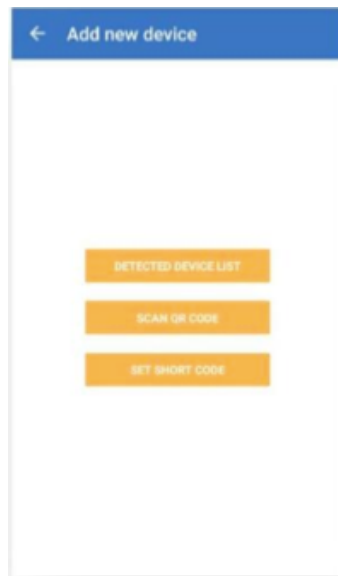 Add new device
DETECTED DEVICE LIST
SCAN QR CODE
SET SHORT CODE